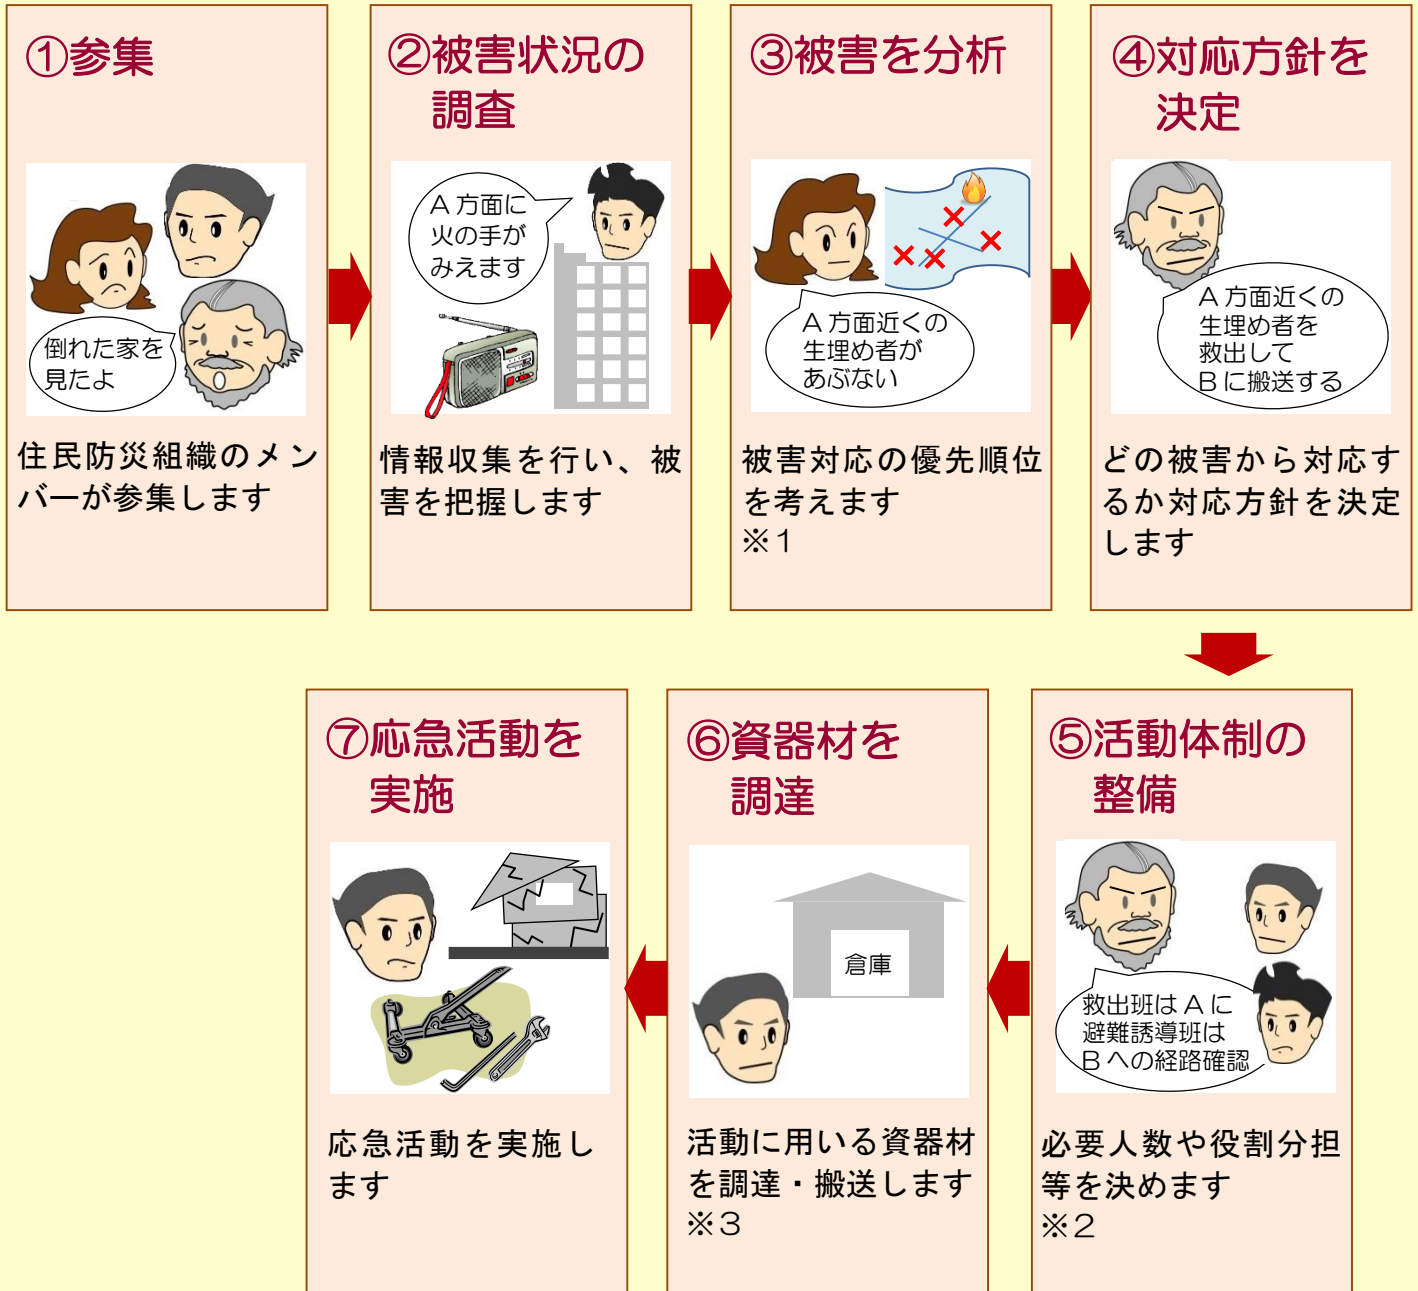 ①参集
倒れた家を
見たよ
住民防災組織のメン
バーが参集します
②被害状況の
調査
A方面に
火の手が
みえます
情報収集を行い、被
害を把握します
③被害を分析
A方面近くの
生埋め者が
あぶない
被害対応の優先順位
を考えます
※1
④対応方針を
決定
A方面近くの
生埋め者を
救出して
Bに搬送する
どの被害から対応す
るか対応方針を決定
します
⑤活動体制の
整備
救出班はAに
避難誘導班は
Bへの経路確認
必要人数や役割分担
等を決めます
※2
⑥資器材を
調達
倉庫
活動に用いる資器材
を調達・搬送します
※3
⑦応急活動を
実施
応急活動を実施し
ます